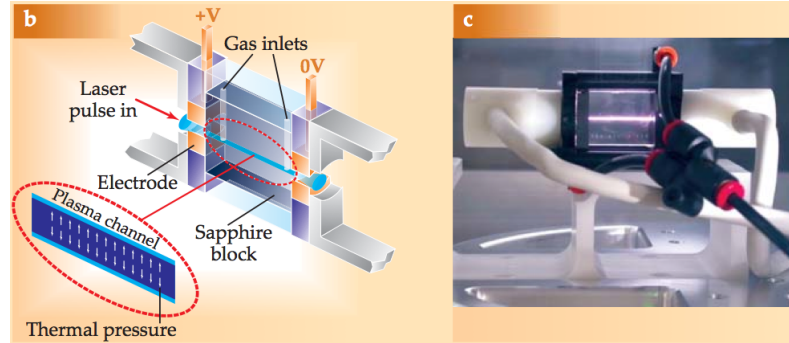 b
+V
Gas inlets
0V
Laser
pulse in
Electrode
Plasma channel
Sapphire
block
Thermal pressure
c